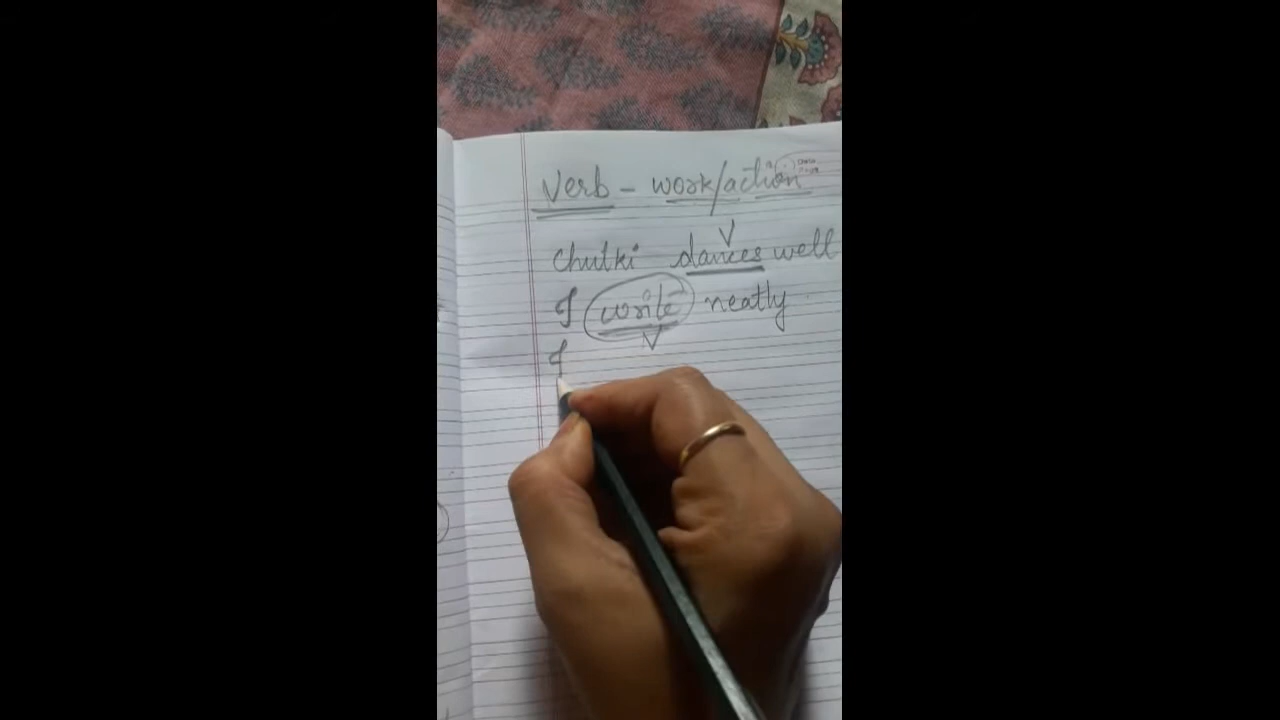 Verb - work/action
Chutki dances well
V
I write neatly
V
I